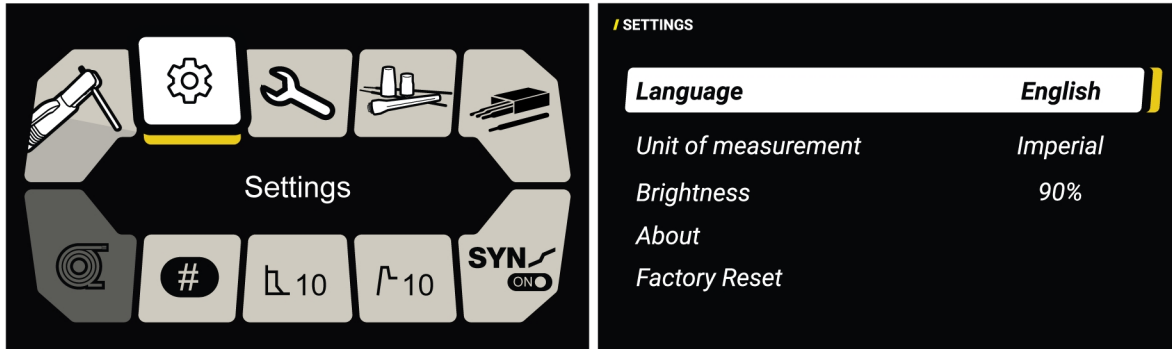 Settings
#
10
10
SYN
ON
/ SETTINGS
Language English
Unit of measurement Imperial
Brightness 90%
About
Factory Reset